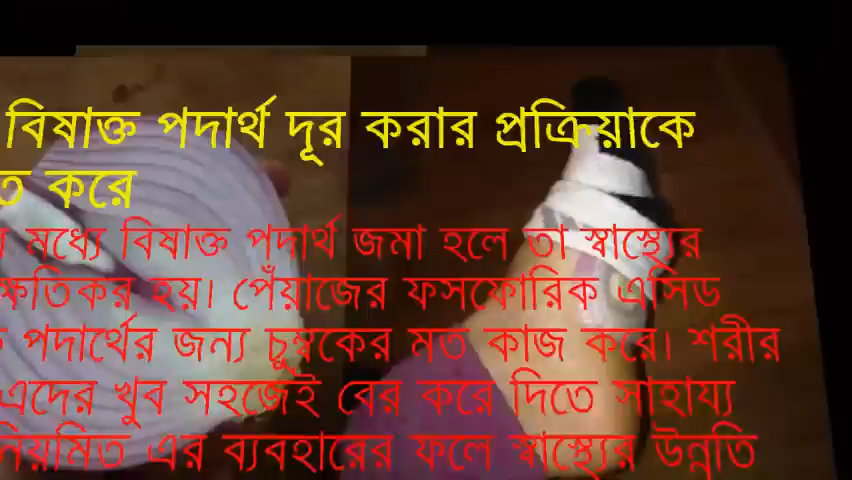 বিষাক্ত পদার্থ দূর করার প্রক্রিয়াকে
করে
মধ্যে বিষাক্ত পদার্থ জমা হলে তা স্বাস্থ্যের
ক্ষতিকর হয়। পেঁয়াজের ফসফোরিক এসিড
পদার্থের জন্য চুম্বকের মত কাজ করে। শরীর
এদের খুব সহজেই বের করে দিতে সাহায্য
নিয়মিত এর ব্যবহারের ফলে স্বাস্থ্যের উন্নতি